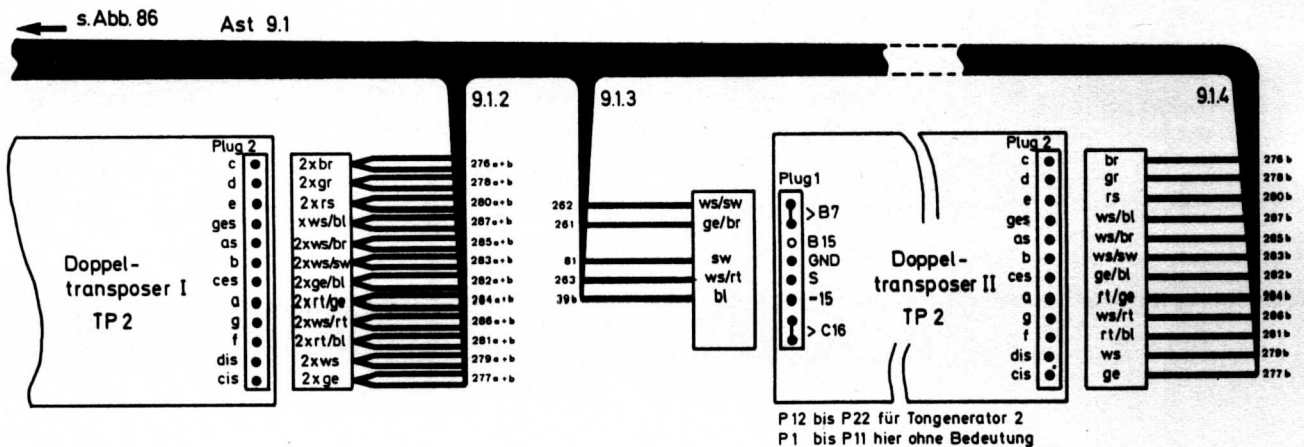 s. Abb. 86
Ast 9.1
9.1.2
9.1.3
9.1.4
Plug 2
c
d
e
ges
as
b
ces
a
g
f
dis
cis
Doppel-
transposer I
TP 2
2xbr
2xgr
2xrs
xws/bl
2xws/br
2xws/sw
2xge/bl
2xrt/ge
2xws/rt
2xrt/bl
2xws
2xge
276a+b
278a+b
280a+b
287a+b
285a+b
283a+b
282a+b
284a+b
286a+b
281a+b
279a+b
277a+b
262
261
81
263
39b
ws/sw
ge/br
sw
ws/rt
bl
Plug1
>B7
B15
GND
S
-15
>C16
Doppel-
transposer II
TP 2
Plug 2
c
d
e
ges
as
b
ces
a
g
f
dis
cis
br
gr
rs
ws/bl
ws/br
ws/sw
ge/bl
rt/ge
ws/rt
rt/bl
ws
ge
276b
278b
280b
287b
285b
283b
282b
284b
286b
281b
279b
277b
P12 bis P22 für Tongenerator 2
P1 bis P11 hier ohne Bedeutung